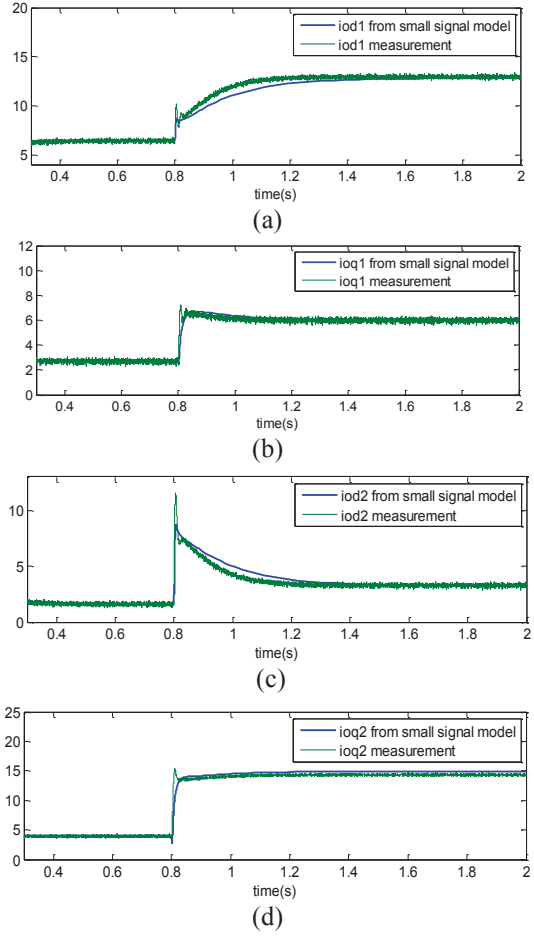 15
iod1 from small signal model
iod1 measurement
10
5
0.4 0.6 0.8 1 1.2 1.4 1.6 1.8 2
time(s)
(a)
12
10
8
6
4
2
0
ioq1 from small signal model
ioq1 measurement
0.4 0.6 0.8 1 1.2 1.4 1.6 1.8 2
time(s)
(b)
iod2 from small signal model
iod2 measurement
10
5
0
0.4 0.6 0.8 1 1.2 1.4 1.6 1.8 2
time(s)
(c)
25
20
15
10
5
0
ioq2 from small signal model
ioq2 measurement
0.4 0.6 0.8 1 1.2 1.4 1.6 1.8 2
time(s)
(d)